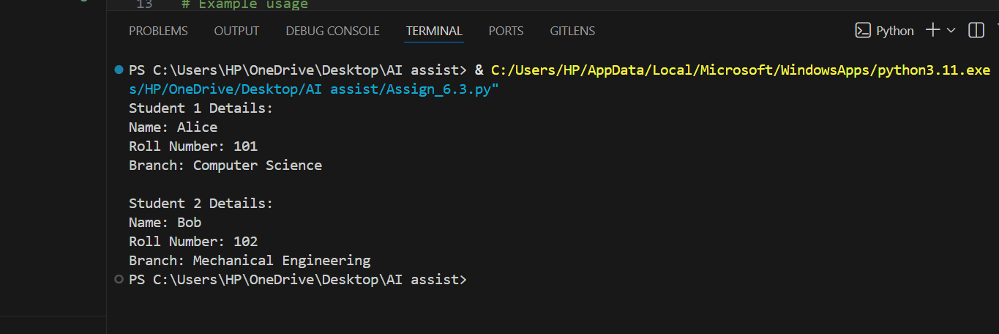 13 # Example usage
PROBLEMS OUTPUT DEBUG CONSOLE TERMINAL PORTS GITLENS Python
PS C:\Users\HP\OneDrive\Desktop\AI assist> & C:/Users/HP/AppData/Local/Microsoft/WindowsApps/python3.11.exe
s/HP/OneDrive/Desktop/AI assist/Assign_6.3.py"
Student 1 Details:
Name: Alice
Roll Number: 101
Branch: Computer Science
Student 2 Details:
Name: Bob
Roll Number: 102
Branch: Mechanical Engineering
PS C:\Users\HP\OneDrive\Desktop\AI assist>